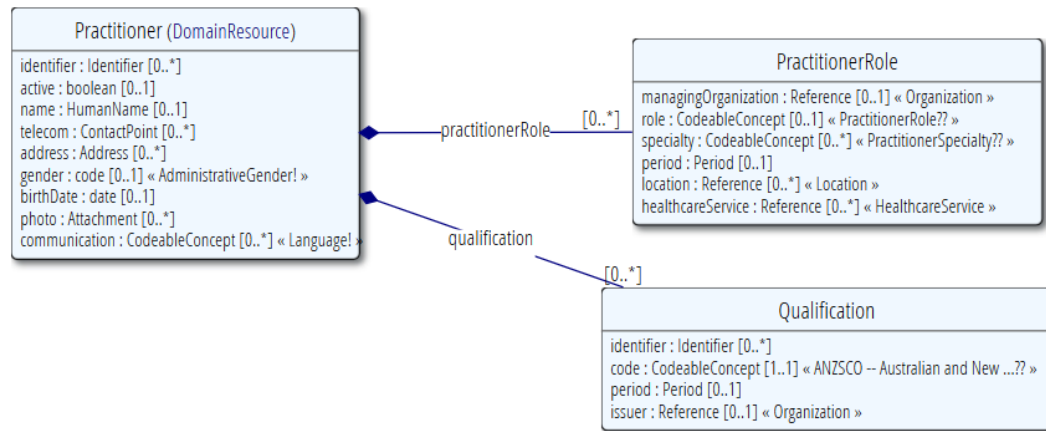 Practitioner (DomainResource)
identifier : Identifier [0..*]
active : boolean [0..1]
name : HumanName [0..1]
telecom : ContactPoint [0..*]
address : Address [0..*]
gender : code [0..1] « AdministrativeGender! »
birthDate : date [0..1]
photo : Attachment [0..*]
communication : CodeableConcept [0..*] « Language! »
practitionerRole
[0..*]
PractitionerRole
managingOrganization : Reference [0..1] « Organization »
role : CodeableConcept [0..1] « PractitionerRole?? »
specialty : CodeableConcept [0..*] « PractitionerSpecialty?? »
period : Period [0..1]
location : Reference [0..*] « Location »
healthcareService : Reference [0..*] « HealthcareService »
qualification
[0..*]
Qualification
identifier : Identifier [0..*]
code : CodeableConcept [1..1] « ANZSCO -- Australian and New ...?? »
period : Period [0..1]
issuer : Reference [0..1] « Organization »